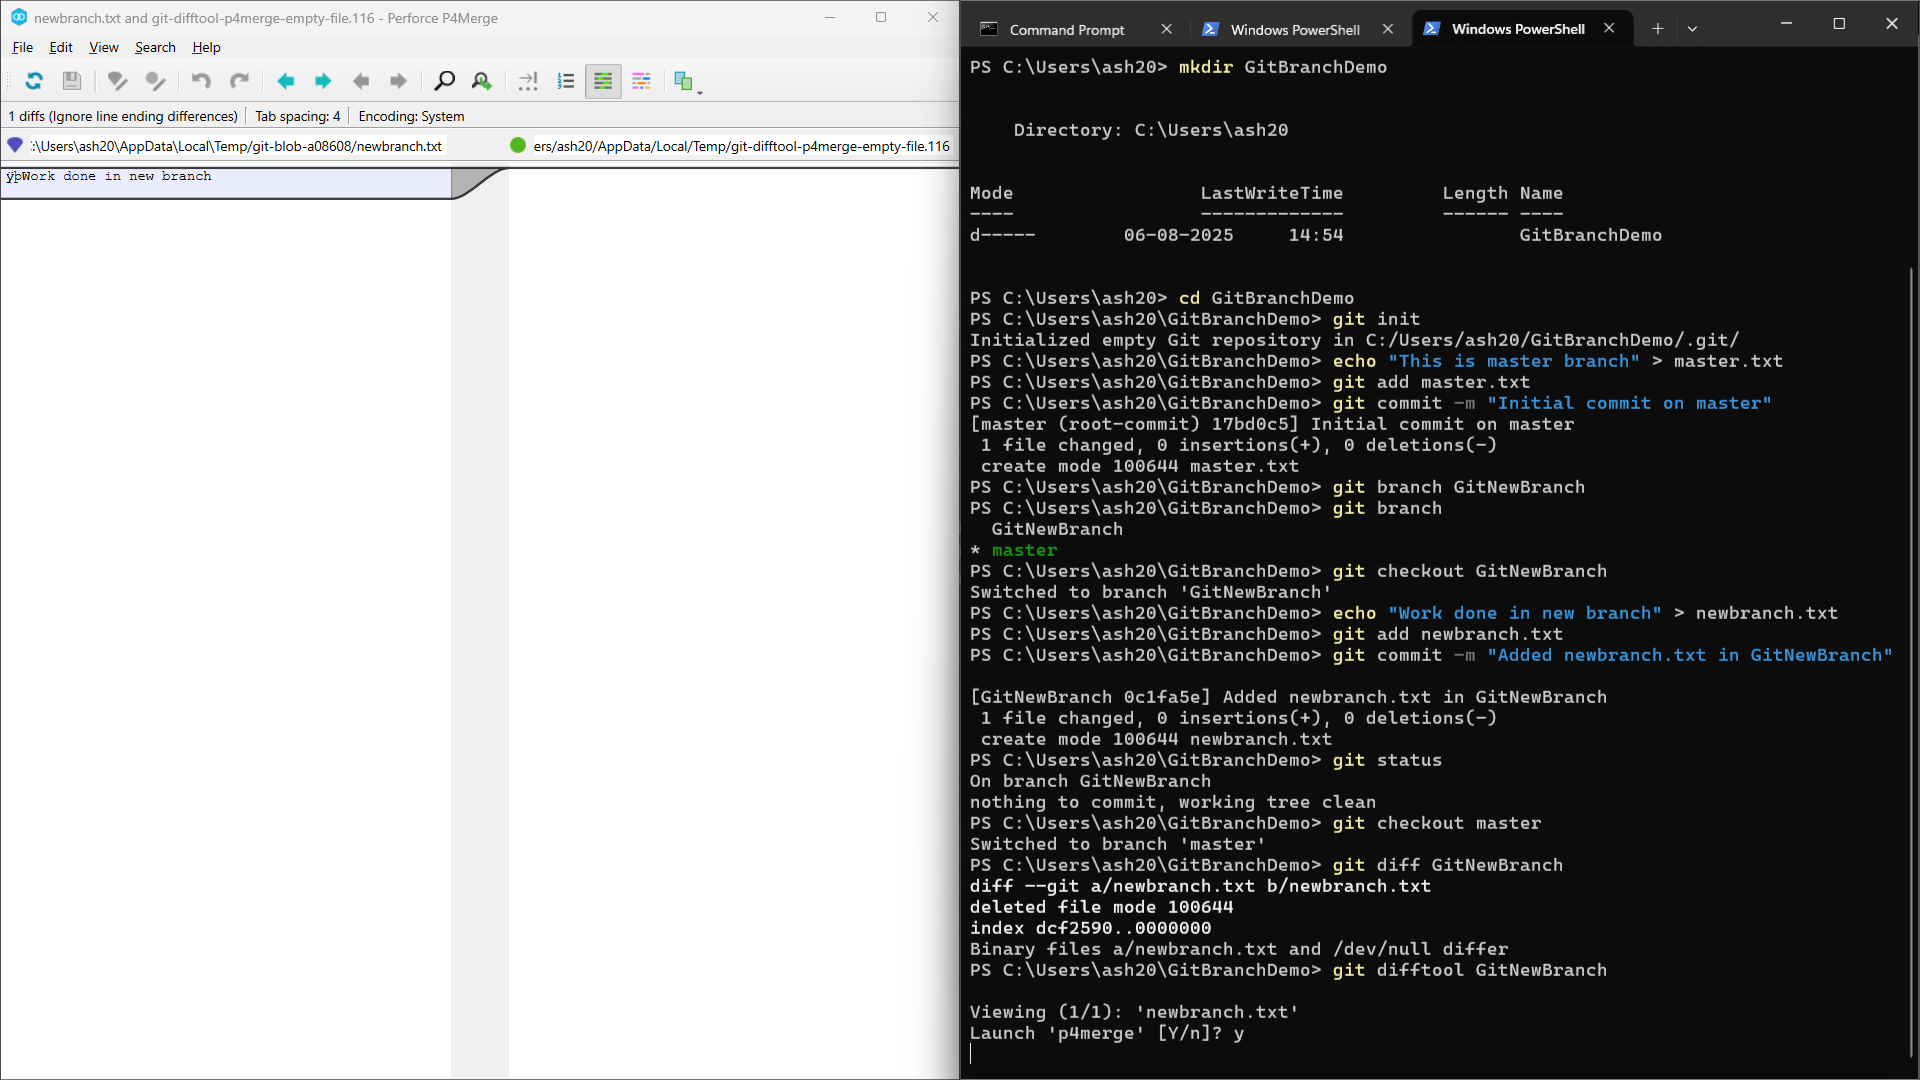 newbranch.txt and git-difftool-p4merge-empty-file.116 - Perforce P4Merge
File Edit View Search Help
1 diffs (Ignore line ending differences) Tab spacing: 4 Encoding: System
:\Users\ash20\AppData\Local\Temp/git-blob-a08608/newbranch.txt ers/ash20/AppData/Local/Temp/git-difftool-p4merge-empty-file.116
ÿþWork done in new branch
Command Prompt Windows PowerShell Windows PowerShell
PS C:\Users\ash20> mkdir GitBranchDemo
Directory: C:\Users\ash20
Mode LastWriteTime Length Name
---- ------------- ------ ----
d----- 06-08-2025 14:54 GitBranchDemo
PS C:\Users\ash20> cd GitBranchDemo
PS C:\Users\ash20\GitBranchDemo> git init
Initialized empty Git repository in C:/Users/ash20/GitBranchDemo/.git/
PS C:\Users\ash20\GitBranchDemo> echo "This is master branch" > master.txt
PS C:\Users\ash20\GitBranchDemo> git add master.txt
PS C:\Users\ash20\GitBranchDemo> git commit -m "Initial commit on master"
[master (root-commit) 17bd0c5] Initial commit on master
 1 file changed, 0 insertions(+), 0 deletions(-)
 create mode 100644 master.txt
PS C:\Users\ash20\GitBranchDemo> git branch GitNewBranch
PS C:\Users\ash20\GitBranchDemo> git branch
  GitNewBranch
* master
PS C:\Users\ash20\GitBranchDemo> git checkout GitNewBranch
Switched to branch 'GitNewBranch'
PS C:\Users\ash20\GitBranchDemo> echo "Work done in new branch" > newbranch.txt
PS C:\Users\ash20\GitBranchDemo> git add newbranch.txt
PS C:\Users\ash20\GitBranchDemo> git commit -m "Added newbranch.txt in GitNewBranch"
[GitNewBranch 0c1fa5e] Added newbranch.txt in GitNewBranch
 1 file changed, 0 insertions(+), 0 deletions(-)
 create mode 100644 newbranch.txt
PS C:\Users\ash20\GitBranchDemo> git status
On branch GitNewBranch
nothing to commit, working tree clean
PS C:\Users\ash20\GitBranchDemo> git checkout master
Switched to branch 'master'
PS C:\Users\ash20\GitBranchDemo> git diff GitNewBranch
diff --git a/newbranch.txt b/newbranch.txt
deleted file mode 100644
index dcf2590..0000000
Binary files a/newbranch.txt and /dev/null differ
PS C:\Users\ash20\GitBranchDemo> git difftool GitNewBranch
Viewing (1/1): 'newbranch.txt'
Launch 'p4merge' [Y/n]? y